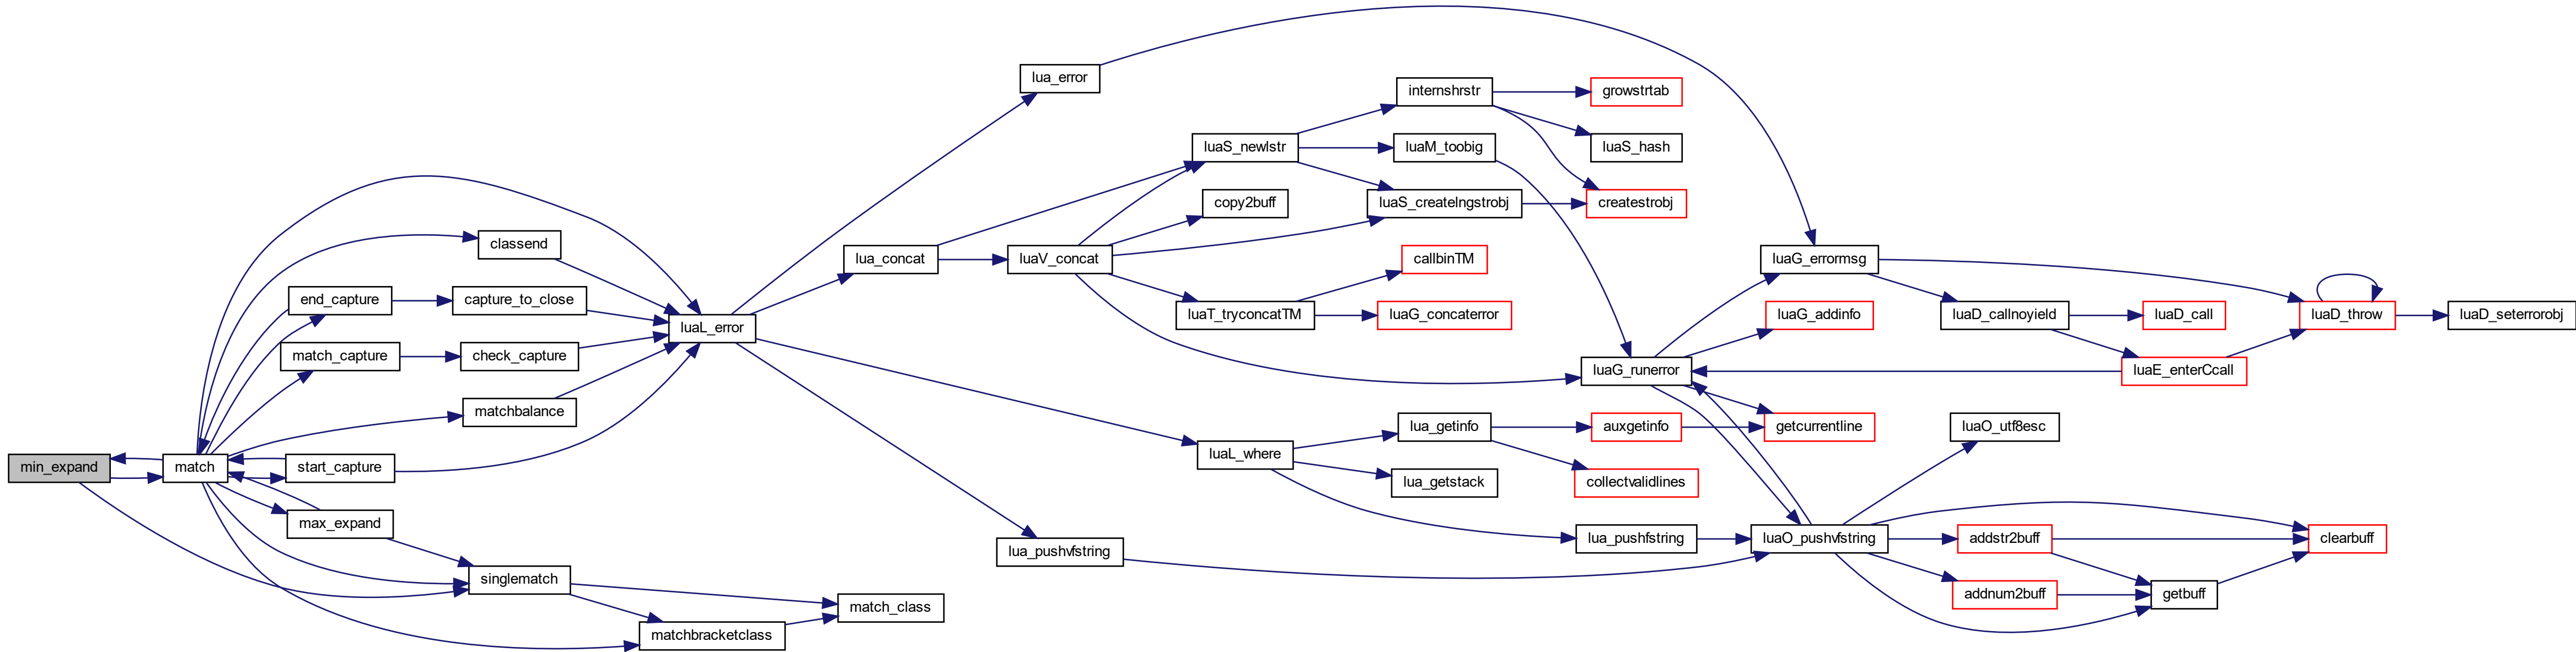 lua_error
internshrstr
growstrtab
luaS_newlstr
luaM_toobig
luaS_hash
copy2buff
luaS_createlngstrobj
createstrobj
classend
lua_concat
luaV_concat
callbinTM
luaG_errormsg
end_capture
capture_to_close
luaL_error
luaT_tryconcatTM
luaG_concaterror
luaG_addinfo
luaD_callnoyield
luaD_call
luaD_throw
luaD_seterrorobj
match_capture
check_capture
luaG_runerror
luaE_enterCcall
matchbalance
lua_getinfo
auxgetinfo
getcurrentline
luaO_utf8esc
min_expand
match
start_capture
luaL_where
lua_getstack
collectvalidlines
max_expand
lua_pushvfstring
lua_pushfstring
luaO_pushvfstring
addstr2buff
clearbuff
singlematch
match_class
addnum2buff
getbuff
matchbracketclass